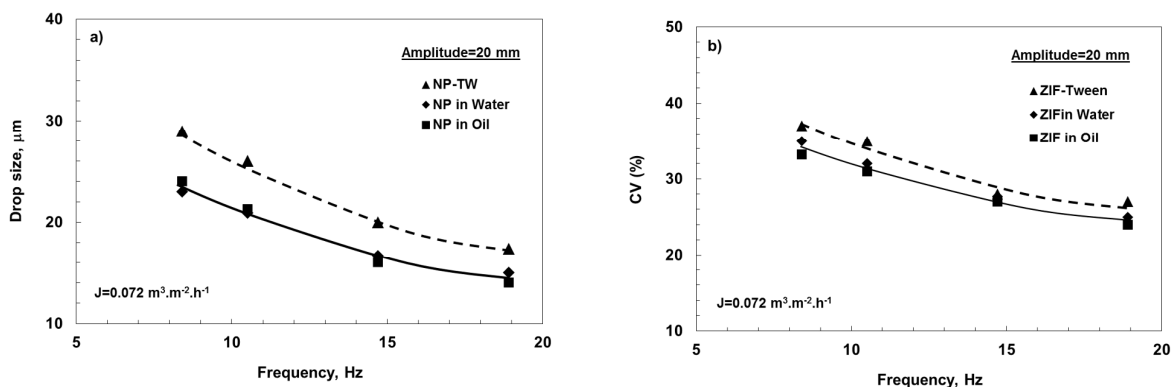 a)
Amplitude=20 mm
NP-TW
NP in Water
NP in Oil
J=0.072 m³.m⁻².h⁻¹
Drop size, μm
40
30
20
10
5 10 15 20
Frequency, Hz
b)
Amplitude=20 mm
ZIF-Tween
ZIFin Water
ZIF in Oil
J=0.072 m³.m⁻².h⁻¹
CV (%)
50
40
30
20
10
5 10 15 20
Frequency, Hz